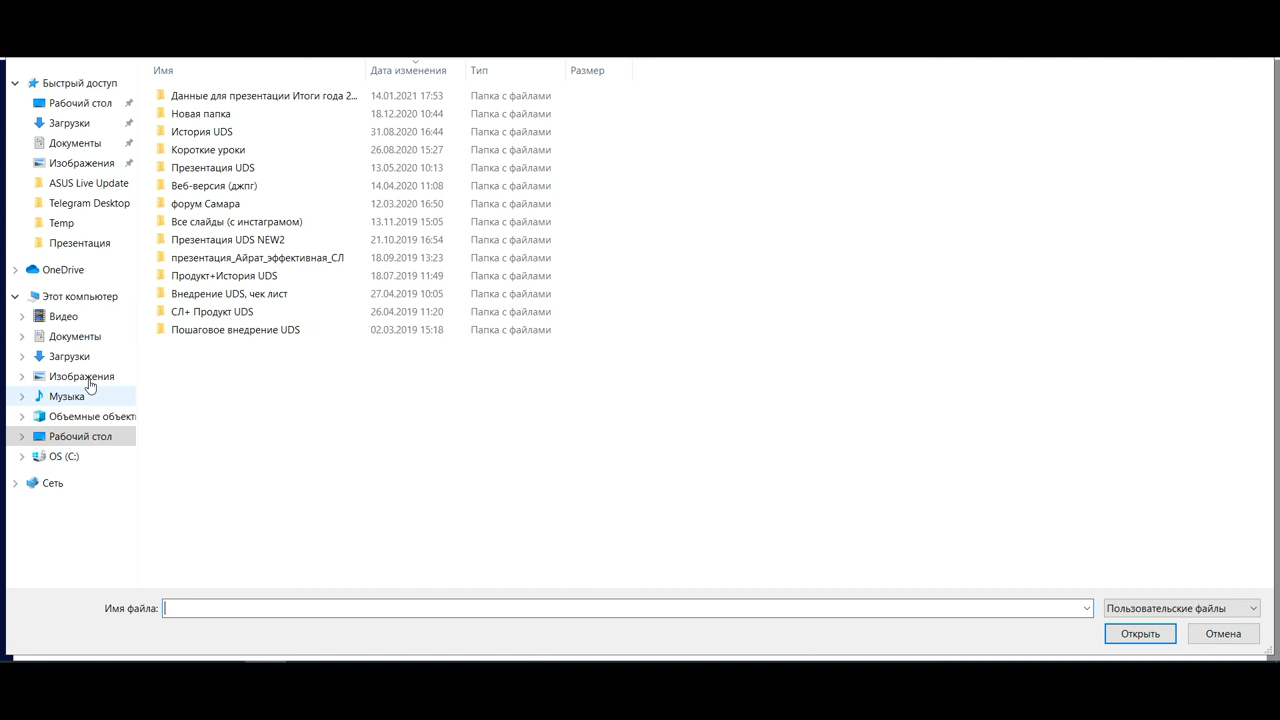 Имя Дата изменения Тип Размер
Быстрый доступ
Рабочий стол
Загрузки
Документы
Изображения
ASUS Live Update
Telegram Desktop
Temp
Презентация
OneDrive
Этот компьютер
Видео
Документы
Загрузки
Изображения
Музыка
Объемные объект
Рабочий стол
OS (C:)
Сеть
Данные для презентации Итоги года 2... 14.01.2021 17:53 Папка с файлами
Новая папка 18.12.2020 10:44 Папка с файлами
История UDS 31.08.2020 16:44 Папка с файлами
Короткие уроки 26.08.2020 15:27 Папка с файлами
Презентация UDS 13.05.2020 10:13 Папка с файлами
Веб-версия (джпг) 14.04.2020 11:08 Папка с файлами
форум Самара 12.03.2020 16:50 Папка с файлами
Все слайды (с инстаграмом) 13.11.2019 15:05 Папка с файлами
Презентация UDS NEW2 21.10.2019 16:54 Папка с файлами
презентация_Айрат_эффективная_СЛ 18.09.2019 13:23 Папка с файлами
Продукт+История UDS 18.07.2019 11:49 Папка с файлами
Внедрение UDS, чек лист 27.04.2019 10:05 Папка с файлами
СЛ+ Продукт UDS 26.04.2019 11:20 Папка с файлами
Пошаговое внедрение UDS 02.03.2019 15:18 Папка с файлами
Имя файла: Пользовательские файлы
Открыть Отмена